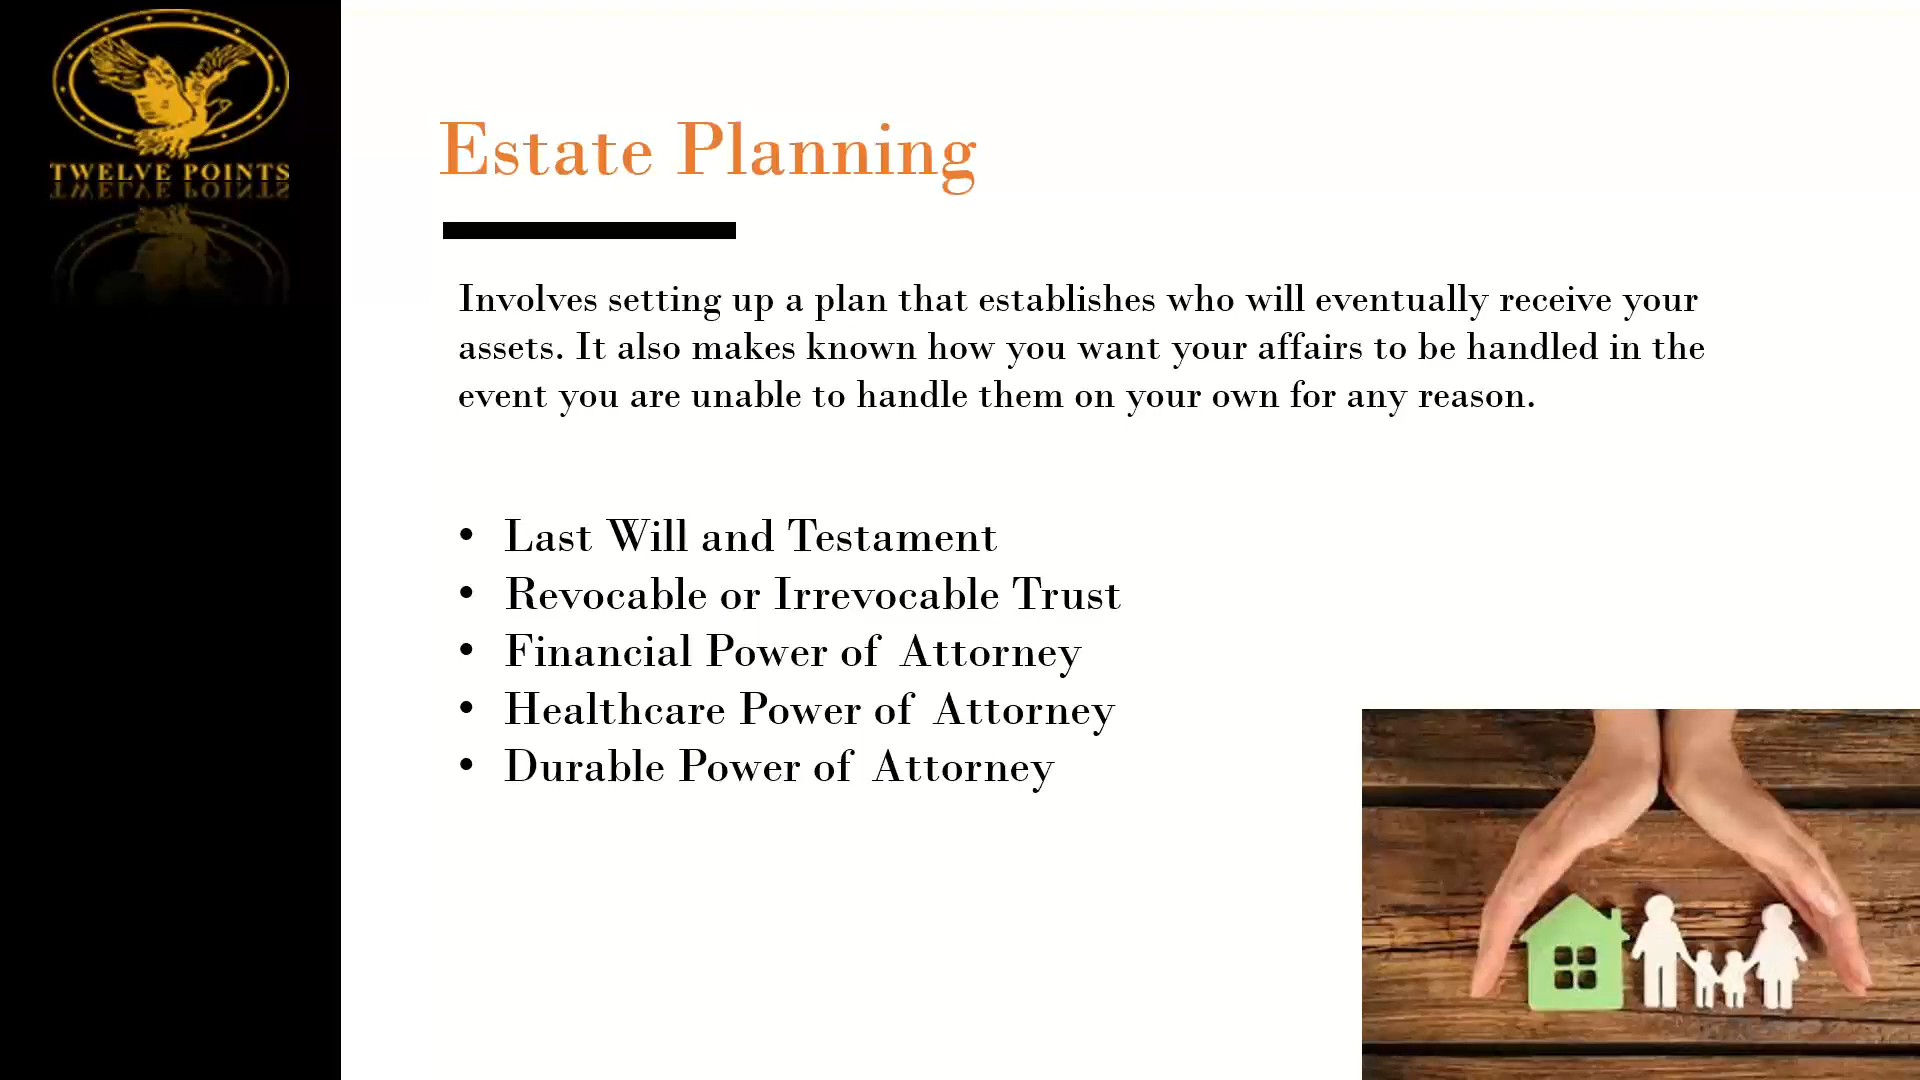 TWELVE POINTS
Estate Planning
Involves setting up a plan that establishes who will eventually receive your
assets. It also makes known how you want your affairs to be handled in the
event you are unable to handle them on your own for any reason.
• Last Will and Testament
• Revocable or Irrevocable Trust
• Financial Power of Attorney
• Healthcare Power of Attorney
• Durable Power of Attorney